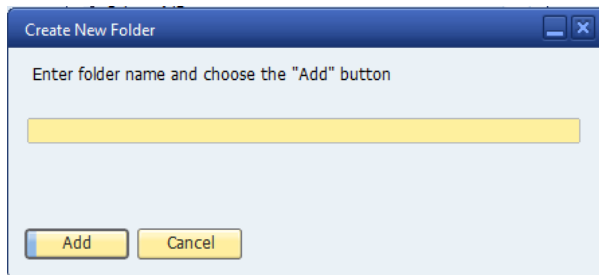 Create New Folder
Enter folder name and choose the "Add" button
Add
Cancel